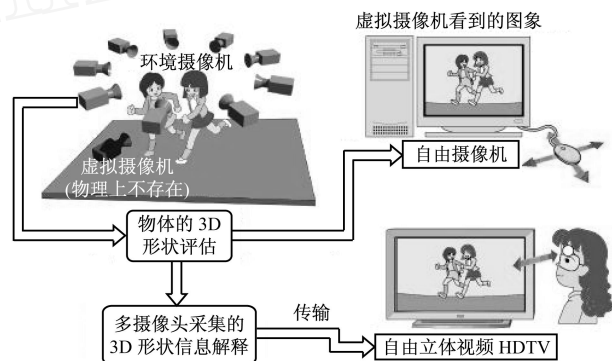 虚拟摄像机看到的图象
环境摄像机
虚拟摄像机
(物理上不存在)
自由摄像机
物体的 3D
形状评估
多摄像头采集的
3D 形状信息解释
传输
自由立体视频 HDTV